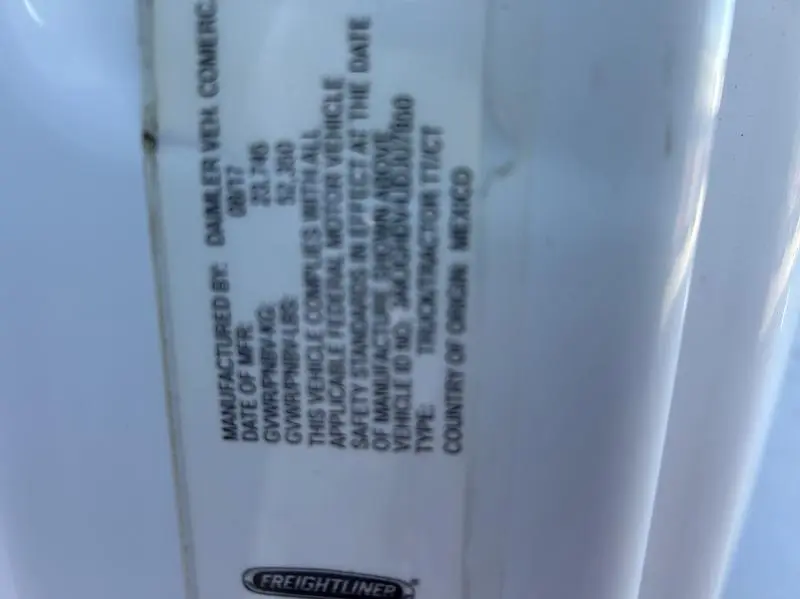 MANUFACTURED BY: DAIMLER VEH. COMERC.
DATE OF MFR: 08/17
GVWR/PNBV-KG: 23,746
GVWR/PNBV-LBS: 52,350
THIS VEHICLE COMPLIES WITH ALL
APPLICABLE FEDERAL MOTOR VEHICLE
SAFETY STANDARDS IN EFFECT AT THE DATE
OF MANUFACTURE SHOWN ABOVE
VEHICLE ID NO.
TYPE: TRUCK/TRACTOR TT/CT
COUNTRY OF ORIGIN: MEXICO
FREIGHTLINER